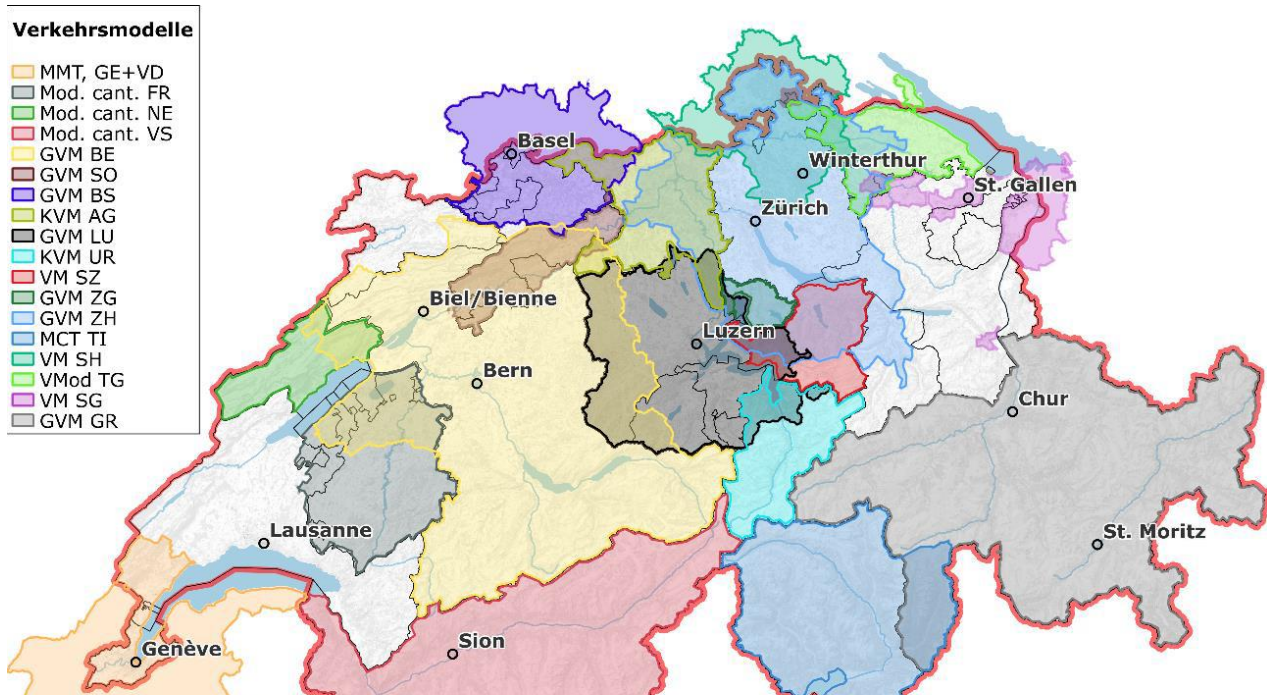 Verkehrsmodelle
MMT, GE+VD
Mod. cant. FR
Mod. cant. NE
Mod. cant. VS
GVM BE
GVM SO
GVM BS
KVM AG
GVM LU
KVM UR
VM SZ
GVM ZG
GVM ZH
MCT TI
VM SH
VMod TG
VM SG
GVM GR
Basel
Winterthur
St. Gallen
Zürich
Biel/Bienne
Luzern
Bern
Chur
Lausanne
St. Moritz
Sion
Genève